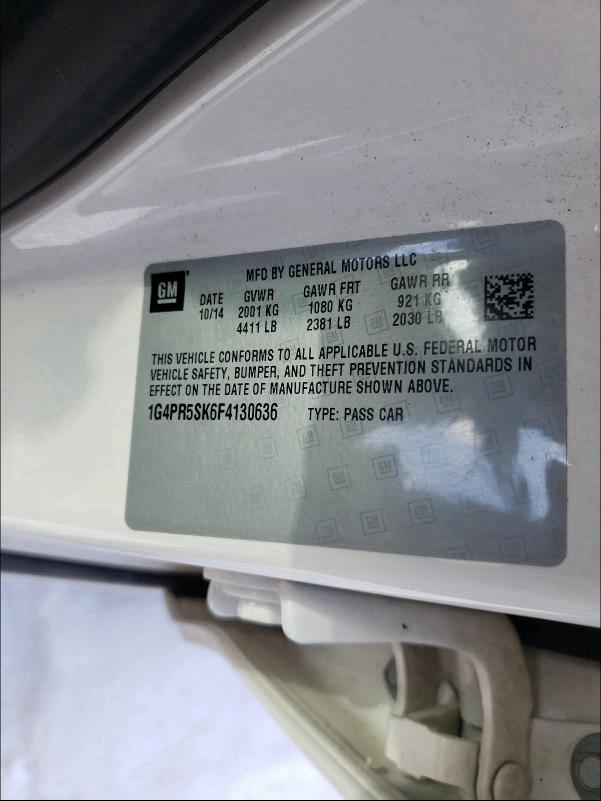 GM
MFD BY GENERAL MOTORS LLC
DATE GVWR GAWR FRT GAWR RR
10/14 2001 KG 1080 KG 921 KG
4411 LB 2381 LB 2030 LB
THIS VEHICLE CONFORMS TO ALL APPLICABLE U.S. FEDERAL MOTOR
VEHICLE SAFETY, BUMPER, AND THEFT PREVENTION STANDARDS IN
EFFECT ON THE DATE OF MANUFACTURE SHOWN ABOVE.
1G4PR5SK6F4130636 TYPE: PASS CAR